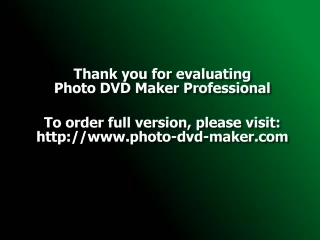 Thank you for evaluating
Photo DVD Maker Professional
To order full version, please visit:
http://www.photo-dvd-maker.com